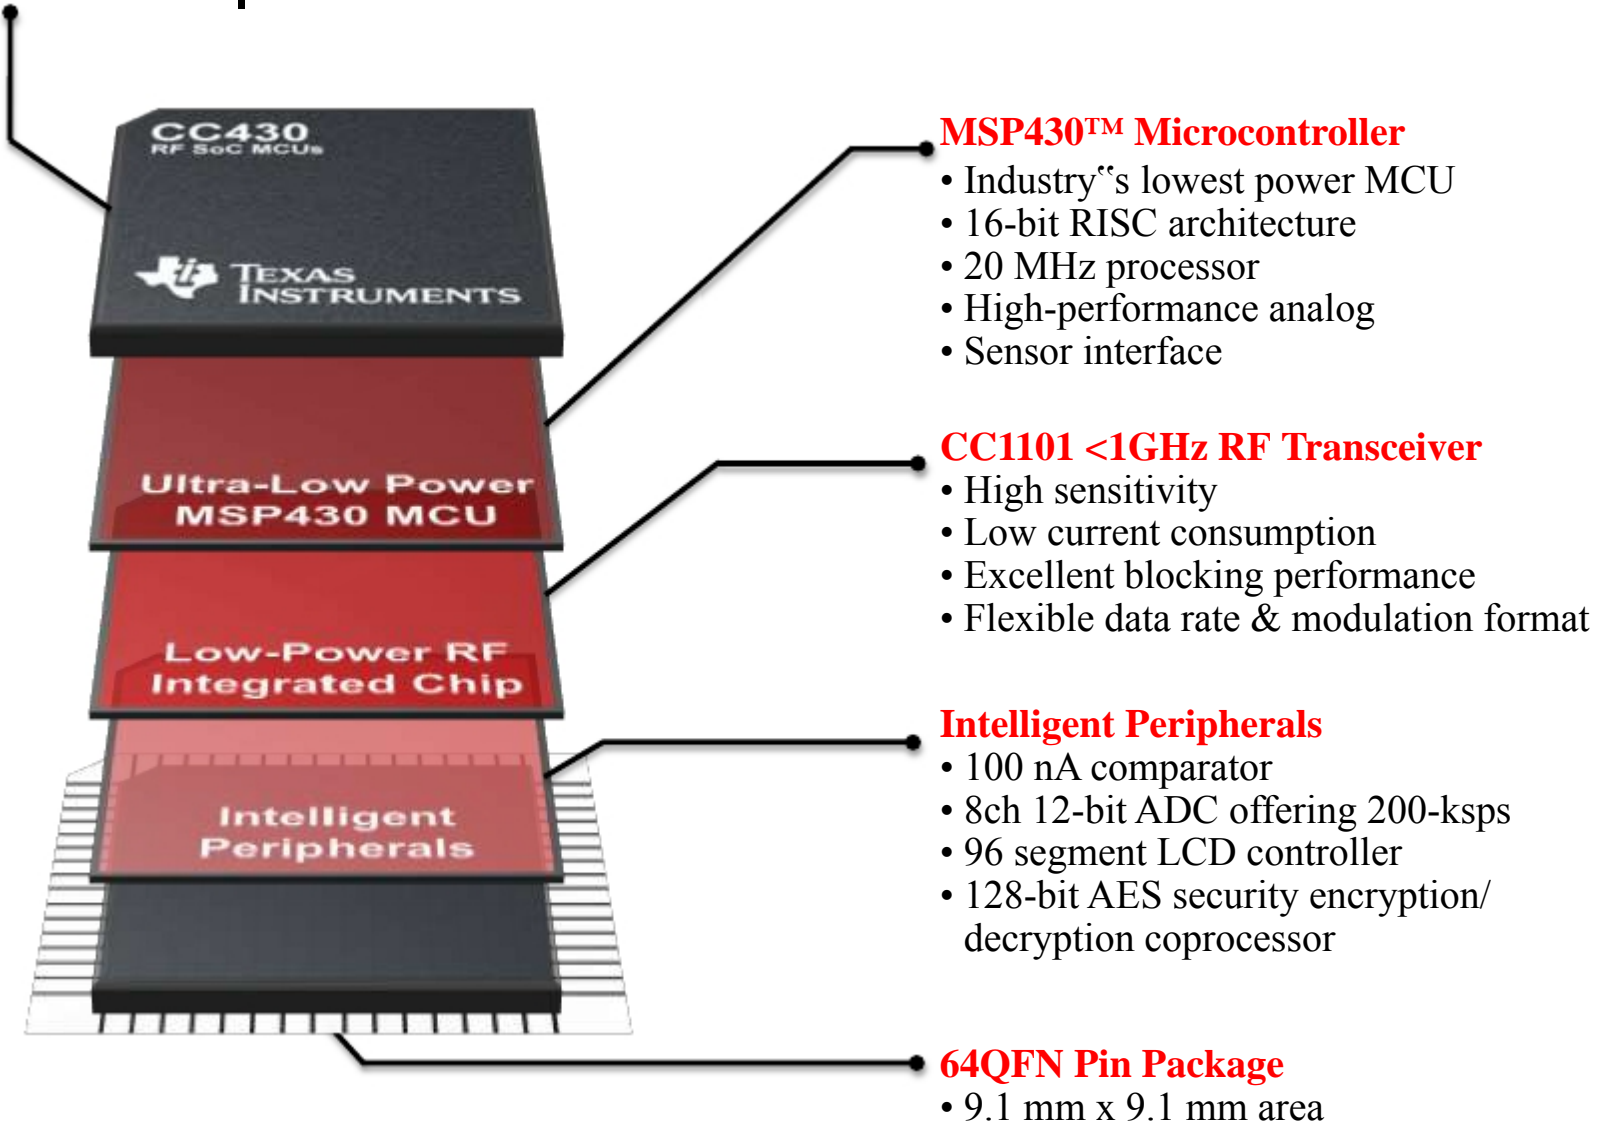 CC430
RF SoC MCUs
TEXAS
INSTRUMENTS
Ultra-Low Power
MSP430 MCU
Low-Power RF
Integrated Chip
Intelligent
Peripherals
MSP430™ Microcontroller
• Industry‟s lowest power MCU
• 16-bit RISC architecture
• 20 MHz processor
• High-performance analog
• Sensor interface
CC1101 <1GHz RF Transceiver
• High sensitivity
• Low current consumption
• Excellent blocking performance
• Flexible data rate & modulation format
Intelligent Peripherals
• 100 nA comparator
• 8ch 12-bit ADC offering 200-ksps
• 96 segment LCD controller
• 128-bit AES security encryption/
decryption coprocessor
64QFN Pin Package
• 9.1 mm x 9.1 mm area